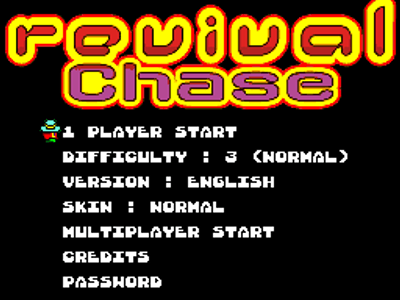 revival
Chase
1 PLAYER START
DIFFICULTY : 3 (NORMAL)
VERSION : ENGLISH
SKIN : NORMAL
MULTIPLAYER START
CREDITS
PASSWORD